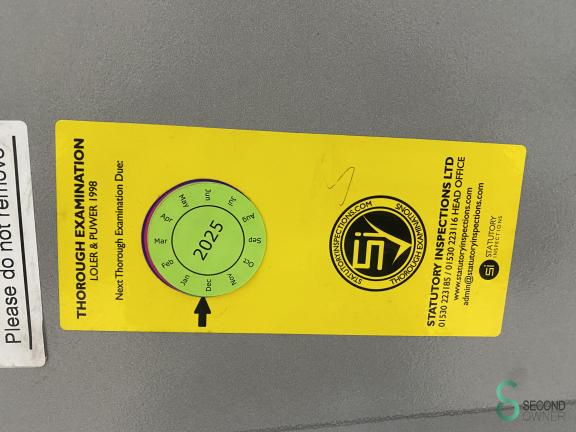 Please do not remove
THOROUGH EXAMINATION
LOLER & PUWER 1998
Next Thorough Examination Due:
2025
Jan
Feb
Mar
Apr
May
Jun
Jul
Aug
Sep
Oct
Nov
Dec
STATUTORYINSPECTIONS.COM
THOROUGH EXAMINATIONS
SI
STATUTORY INSPECTIONS LTD
01530 223185 / 01530 223116 HEAD OFFICE
www.statutoryinspections.com
admin@statutoryinspections.com
si STATUTORY
INSPECTIONS
SECOND
OWNER